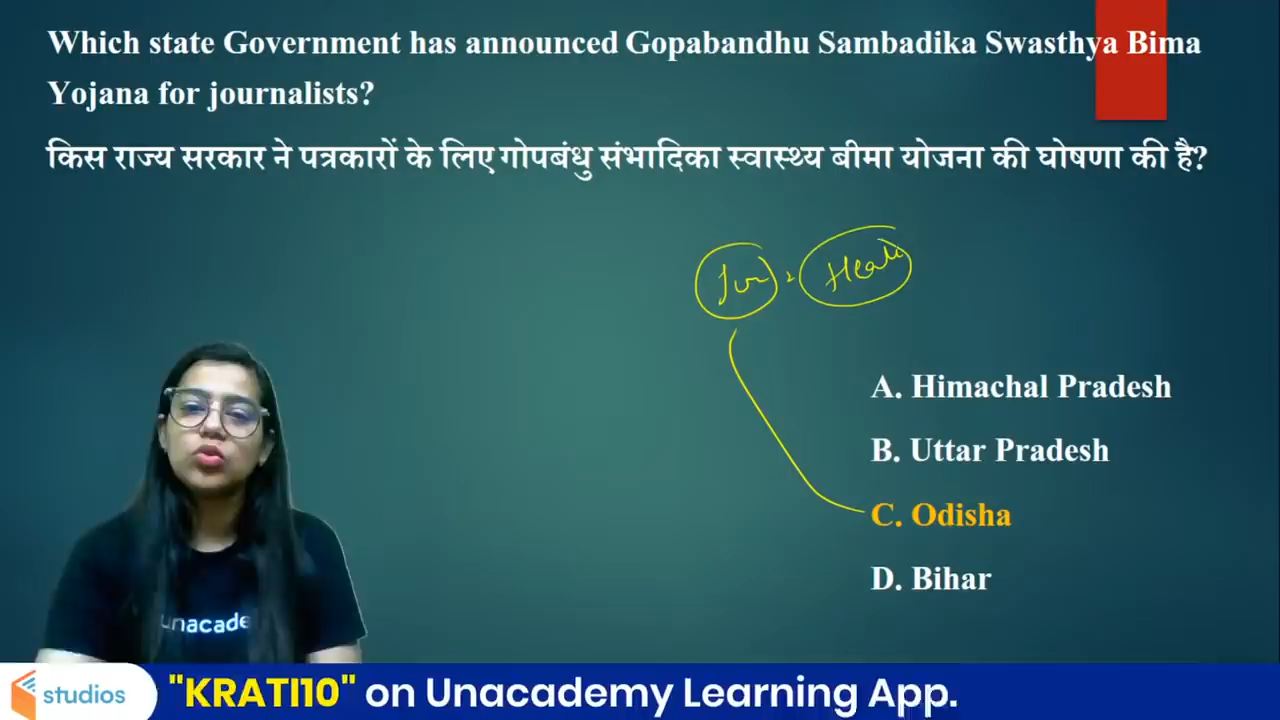 Which state Government has announced Gopabandhu Sambadika Swasthya Bima
Yojana for journalists?
किस राज्य सरकार ने पत्रकारों के लिए गोपबंधु संभादिका स्वास्थ्य बीमा योजना की घोषणा की है?
A. Himachal Pradesh
B. Uttar Pradesh
C. Odisha
D. Bihar
unacade
studios
"KRATI10" on Unacademy Learning App.